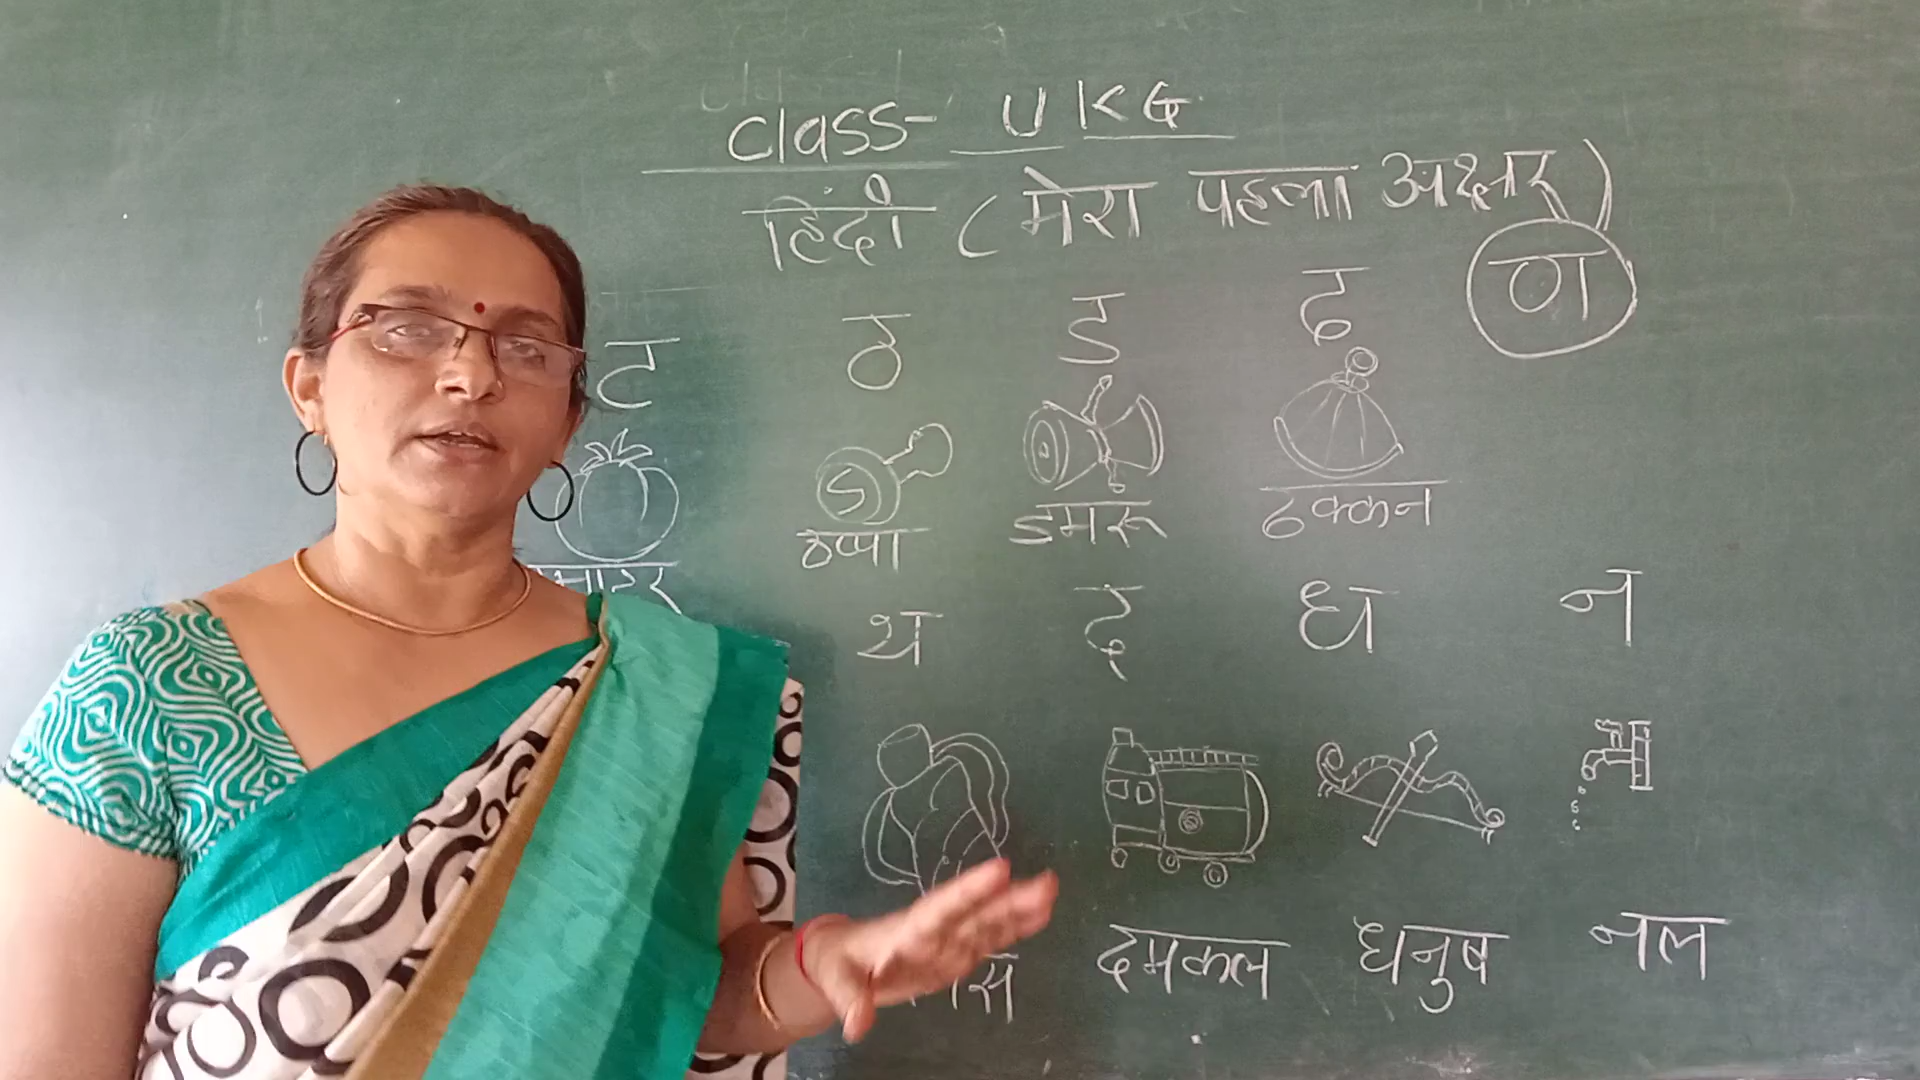 Class- UKG
हिंदी (मेरा पहला अक्षर)
ट ठ ड ढ ण
ठप्पा डमरू ढक्कन
थ द ध न
दमकल धनुष नल